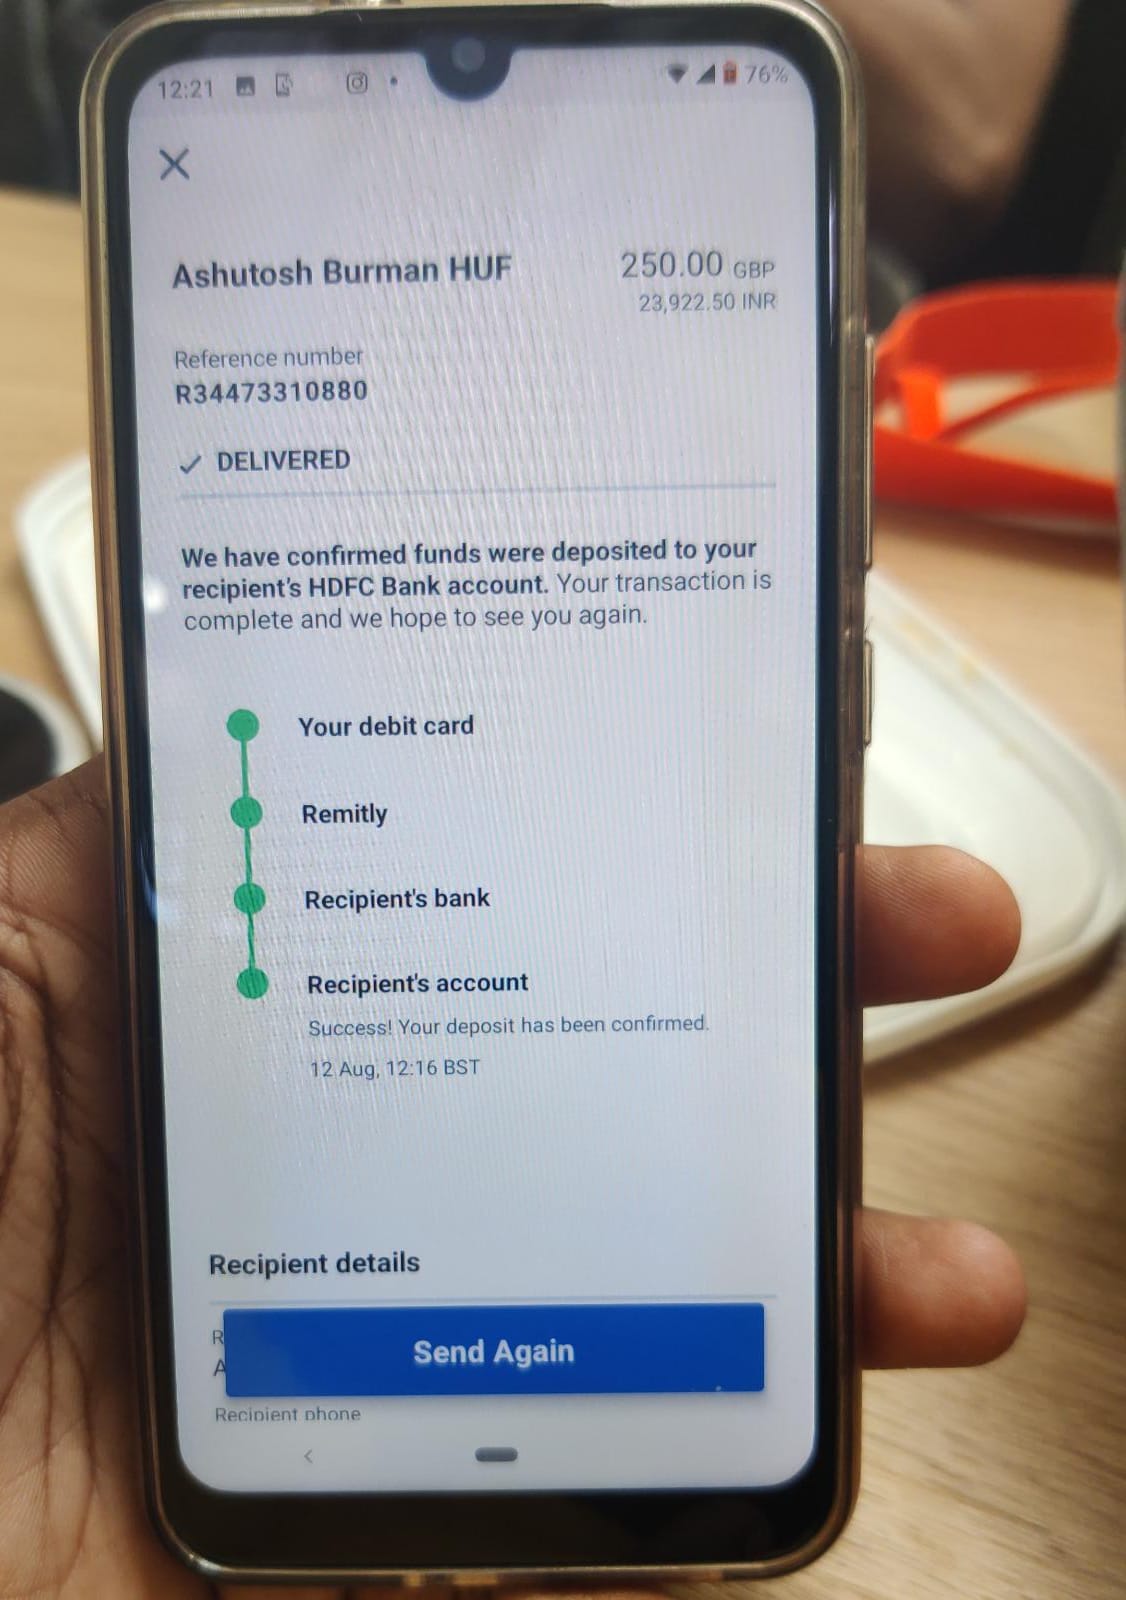 12:21
76%
Ashutosh Burman HUF
250.00 GBP
23,922.50 INR
Reference number
R34473310880
DELIVERED
We have confirmed funds were deposited to your
recipient's HDFC Bank account. Your transaction is
complete and we hope to see you again.
Your debit card
Remitly
Recipient's bank
Recipient's account
Success! Your deposit has been confirmed.
12 Aug, 12:16 BST
Recipient details
R
A
Send Again
Recipient phone